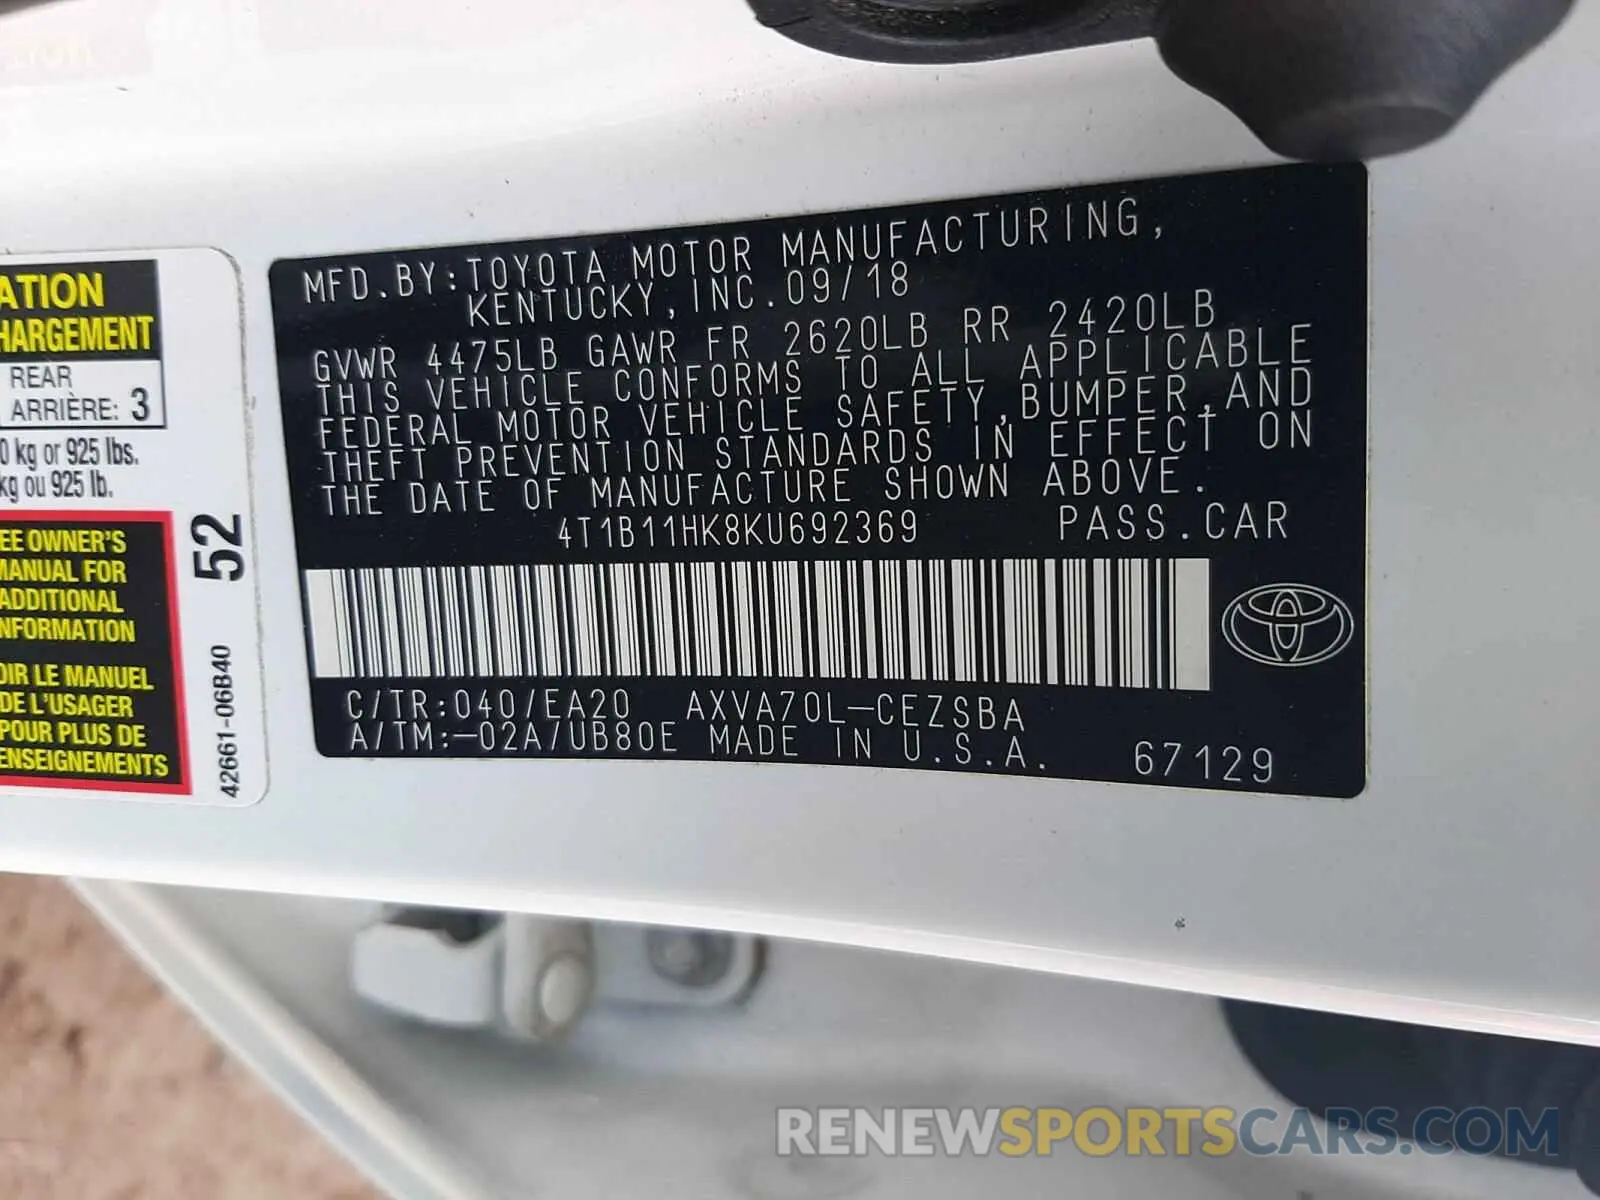 ATION
HARGEMENT
REAR
ARRIÈRE: 3
0 kg or 925 lbs.
kg ou 925 lb.
EE OWNER'S
MANUAL FOR
ADDITIONAL
NFORMATION
OIR LE MANUEL
DE L'USAGER
POUR PLUS DE
ENSEIGNEMENTS
52
42661-06B40
MFD.BY:TOYOTA MOTOR MANUFACTURING,
KENTUCKY,INC.09/18
GVWR 4475LB GAWR FR 2620LB RR 2420LB
THIS VEHICLE CONFORMS TO ALL APPLICABLE
FEDERAL MOTOR VEHICLE SAFETY,BUMPER,AND
THEFT PREVENTION STANDARDS IN EFFECT ON
THE DATE OF MANUFACTURE SHOWN ABOVE.
4T1B11HK8KU692369 PASS.CAR
C/TR:040/EA20 AXVA70L-CEZSBA
A/TM:-02A/UB80E MADE IN U.S.A. 67129
RENEWSPORTSCARS.COM